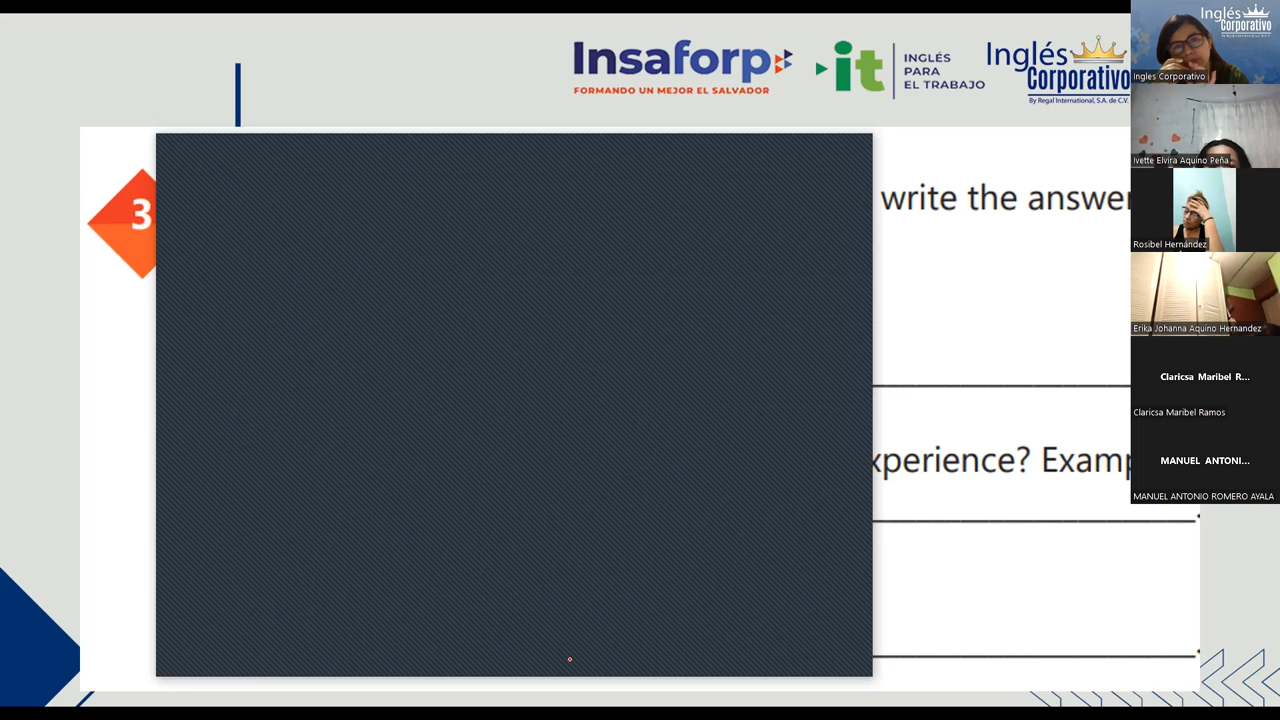 Insaforp
FORMANDO UN MEJOR EL SALVADOR
it
INGLÉS
PARA
EL TRABAJO
Inglés
Corporativo
By Regal International, S.A. de C.V.
3
write the answer
xperience? Examp
Inglés
Corporativo
Ingles Corporativo
Ivette Elvira Aquino Peña
Rosibel Hernández
Erika Johanna Aquino Hernandez
Claricsa Maribel R...
Claricsa Maribel Ramos
MANUEL ANTONI...
MANUEL ANTONIO ROMERO AYALA